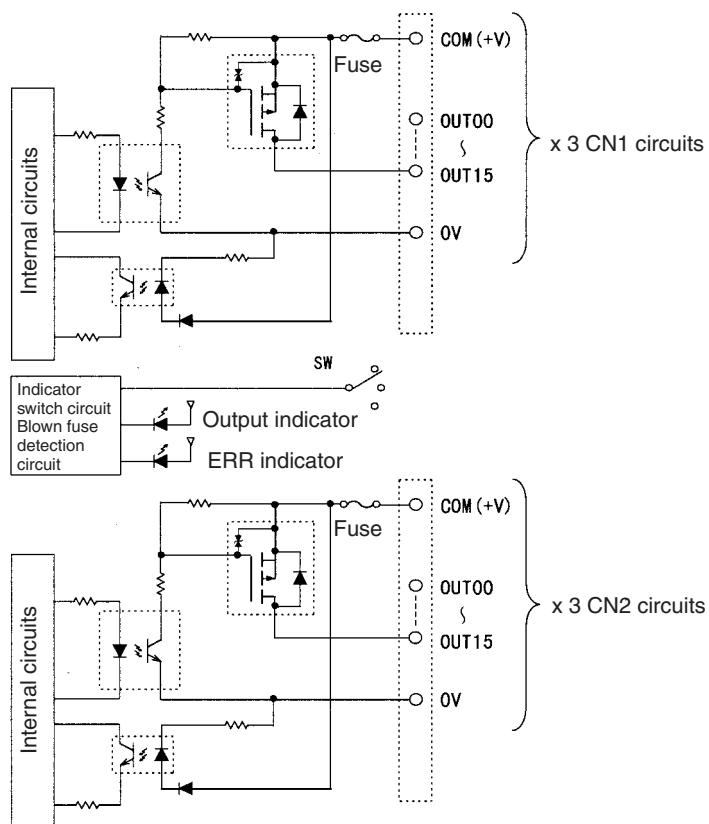 COM (+V)
Fuse
Internal circuits
OUT00
OUT15
x 3 CN1 circuits
0V
SW
Indicator
switch circuit
Blown fuse
detection
circuit
Output indicator
ERR indicator
COM (+V)
Fuse
Internal circuits
OUT00
OUT15
x 3 CN2 circuits
0V